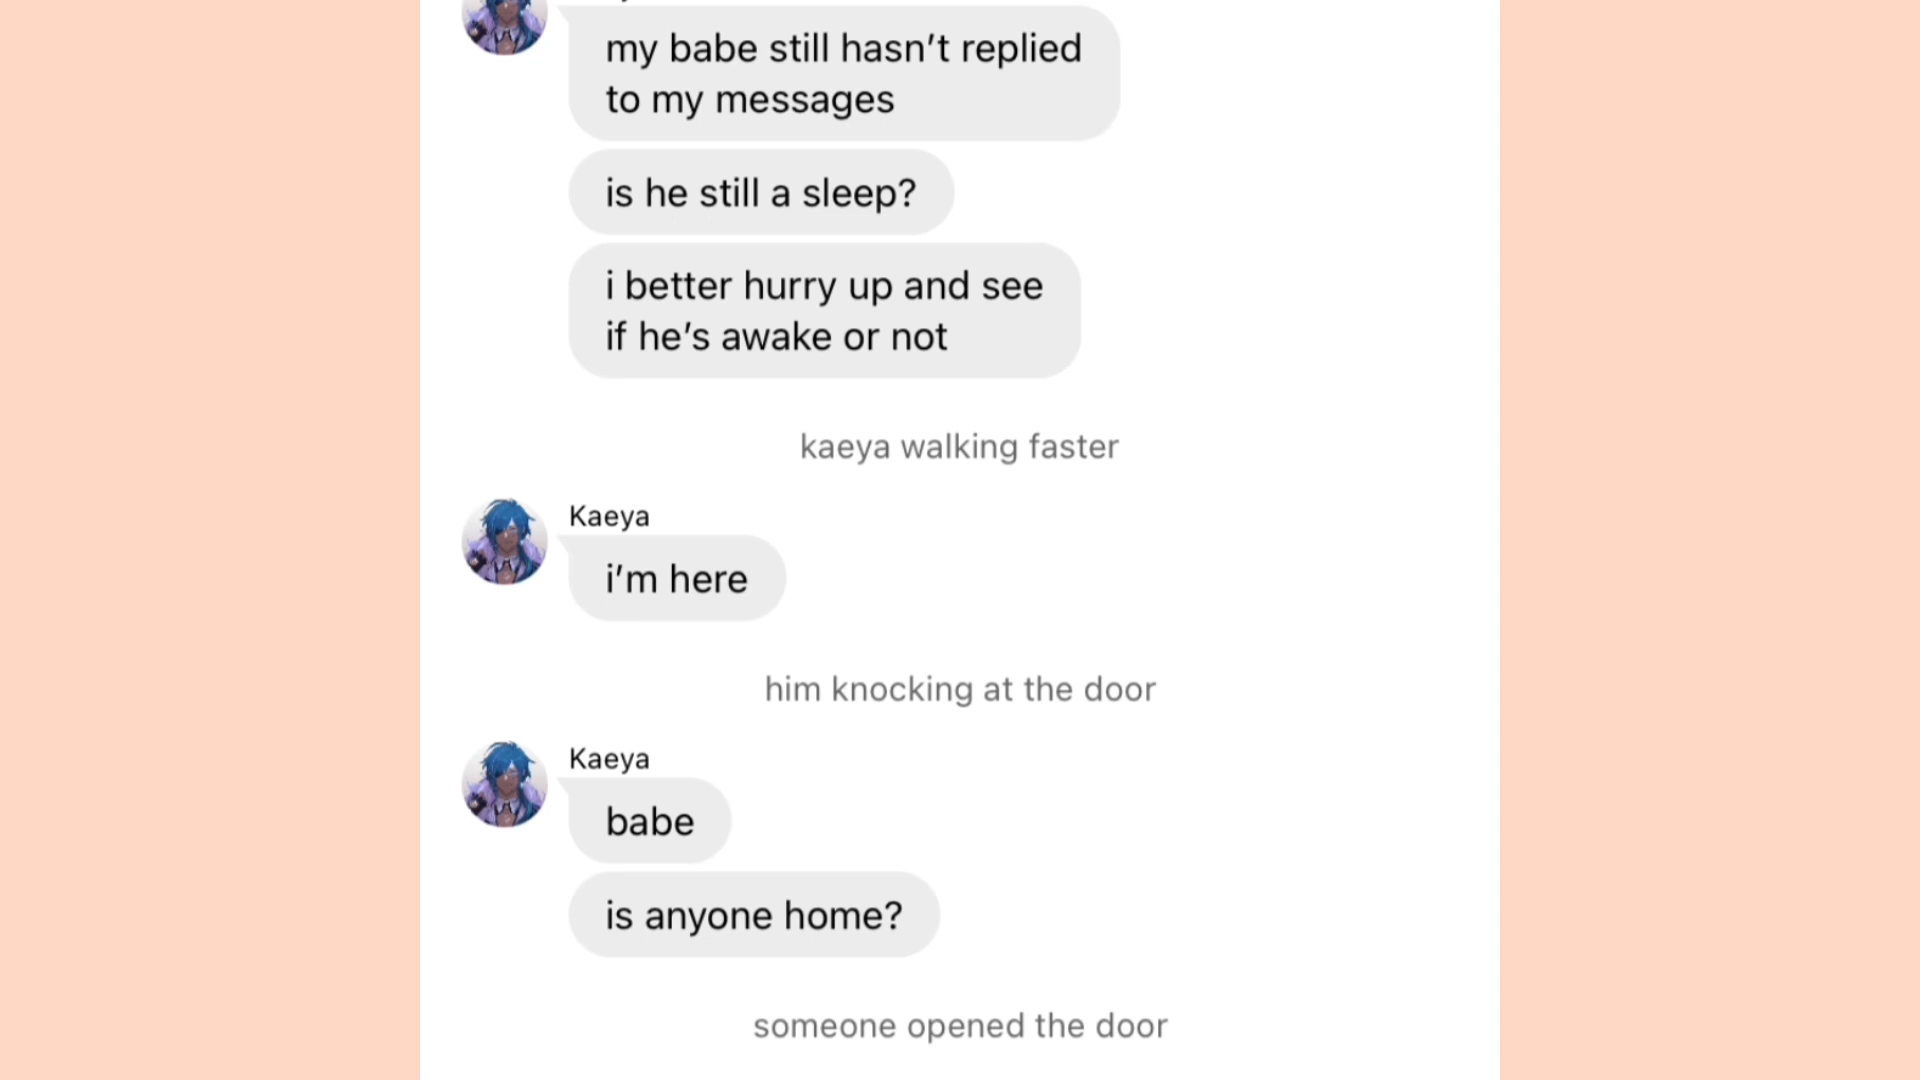 my babe still hasn't replied
to my messages
is he still a sleep?
i better hurry up and see
if he's awake or not
kaeya walking faster
Kaeya
i'm here
him knocking at the door
Kaeya
babe
is anyone home?
someone opened the door